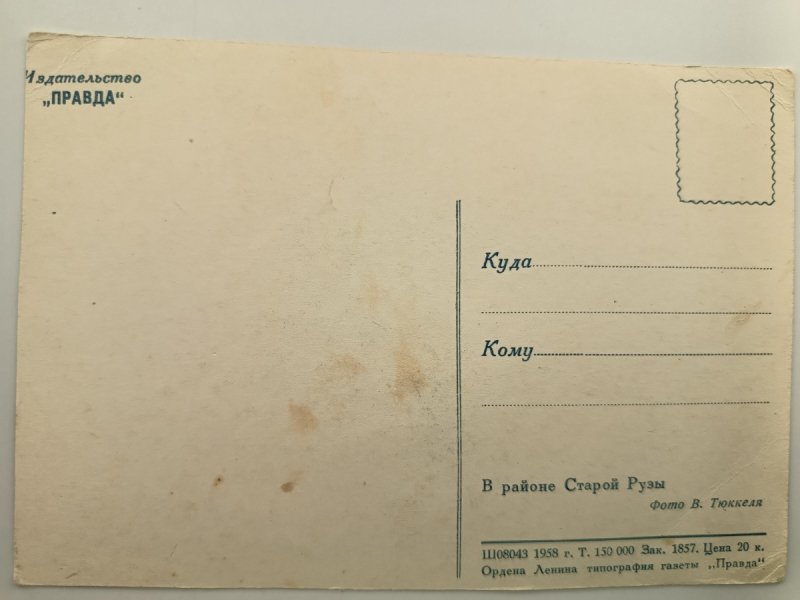 Издательство
„ПРАВДА“
Куда
Кому
В районе Старой Рузы
Фото В. Тюккеля
Ш08043 1958 г. Т. 150 000 Зак. 1857. Цена 20 к.
Ордена Ленина типография газеты „Правда“